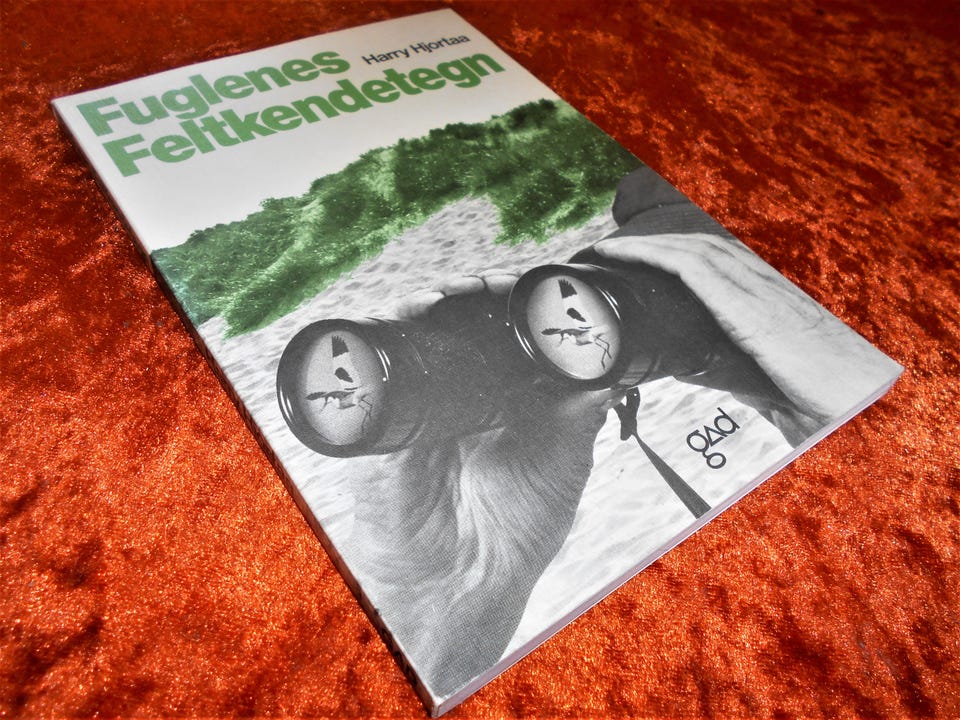 Harry Hjortaa
Fuglenes
Feltkendetegn
gad